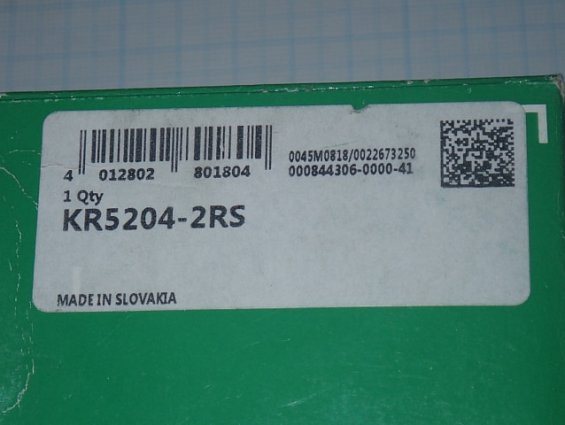 4 012802 801804
0045M0818/0022673250
000844306-0000-41
1 Qty
KR5204-2RS
MADE IN SLOVAKIA